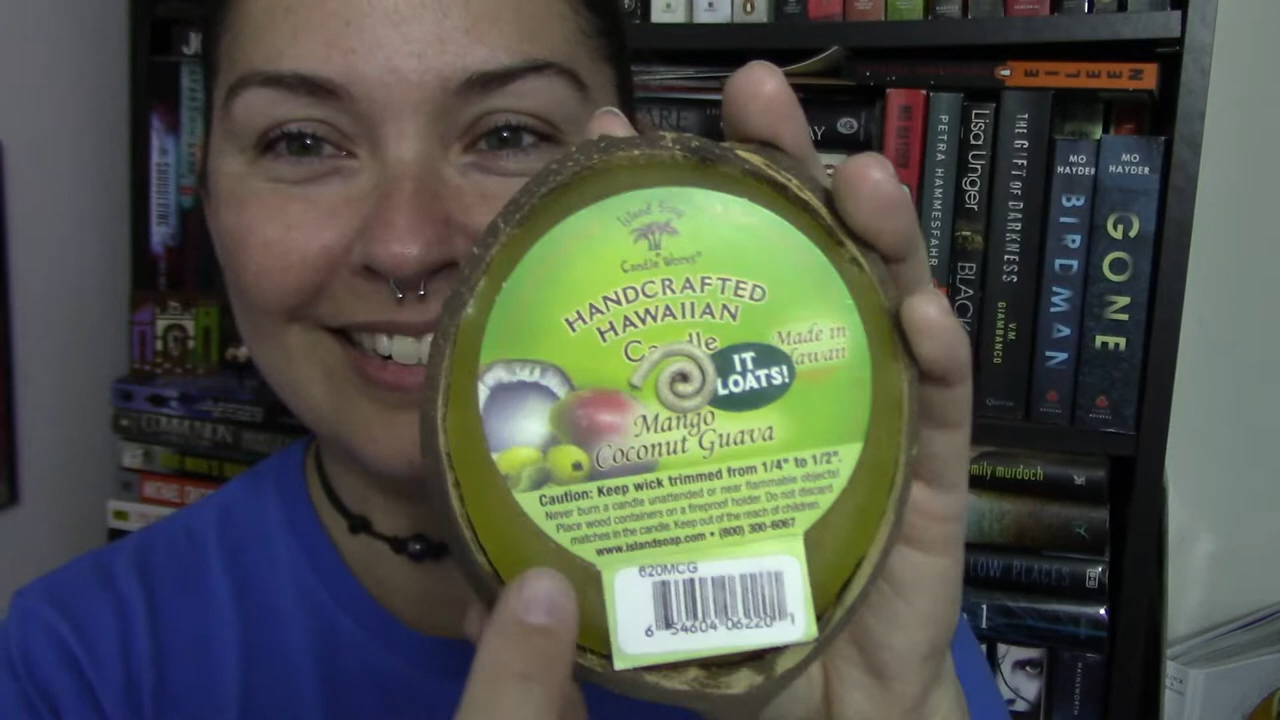 Island Soap
Candle Works
HANDCRAFTED
HAWAIIAN
Candle
Made in
IT
LOATS!
Mango
Coconut Guava
Caution: Keep wick trimmed from 1/4" to 1/2".
Never burn a candle unattended or near flammable objects!
Place wood containers on a fireproof holder. Do not discard
matches in the candle. Keep out of the reach of children.
www.islandsoap.com • (800) 300-6067
620MCG
6 54604 06220 1
EILEEN
PETRA HAMMESFAHR
LISA UNGER
BLACK
THE GIFT OF DARKNESS
V.M. GIAMBANCO
Quercus
MO
HAYDER
BIRDMAN
MO
HAYDER
GONE
mily murdoch
LOW PLACES
1